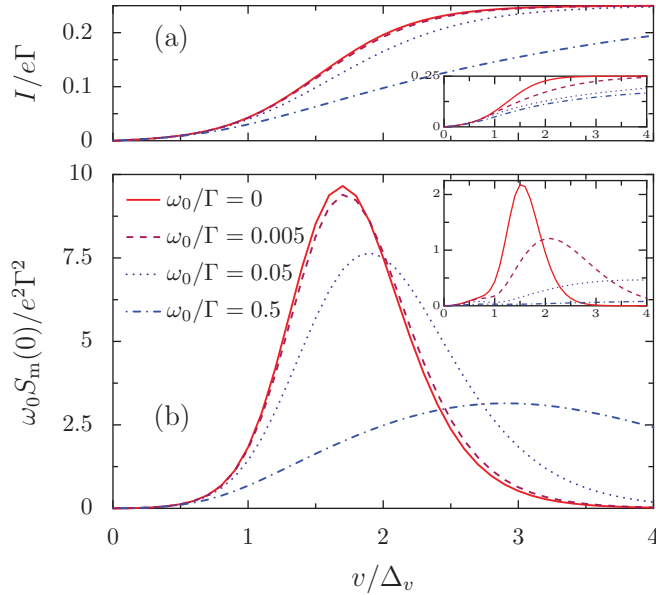 (a)
I/eΓ
0.2
0.1
0
0.25
0
0 1 2 3 4
(b)
ω₀Sₘ(0)/e²Γ²
10
7.5
5
2.5
0
ω₀/Γ = 0
ω₀/Γ = 0.005
ω₀/Γ = 0.05
ω₀/Γ = 0.5
2
1
0
0 1 2 3 4
0 1 2 3 4
v/Δᵥ